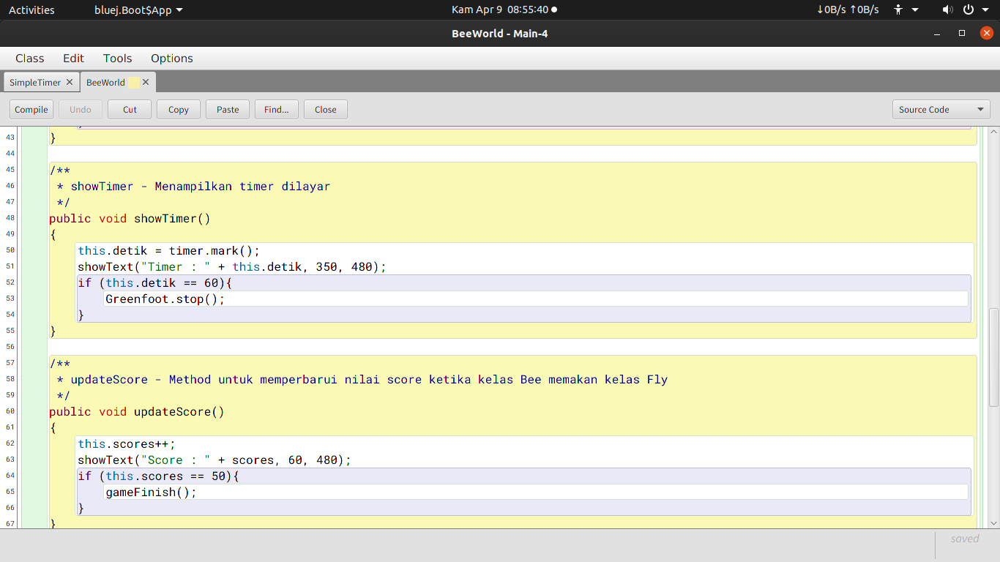 Activities bluej.Boot$App Kam Apr 9 08:55:40 ↓0B/s ↑0B/s
BeeWorld - Main-4
Class Edit Tools Options
SimpleTimer BeeWorld
Compile Undo Cut Copy Paste Find... Close Source Code
43 }
44
45 /**
46 * showTimer - Menampilkan timer dilayar
47 */
48 public void showTimer()
49 {
50 this.detik = timer.mark();
51 showText("Timer : " + this.detik, 350, 480);
52 if (this.detik == 60){
53 Greenfoot.stop();
54 }
55 }
56
57 /**
58 * updateScore - Method untuk memperbarui nilai score ketika kelas Bee memakan kelas Fly
59 */
60 public void updateScore()
61 {
62 this.scores++;
63 showText("Score : " + scores, 60, 480);
64 if (this.scores == 50){
65 gameFinish();
66 }
67 }
saved